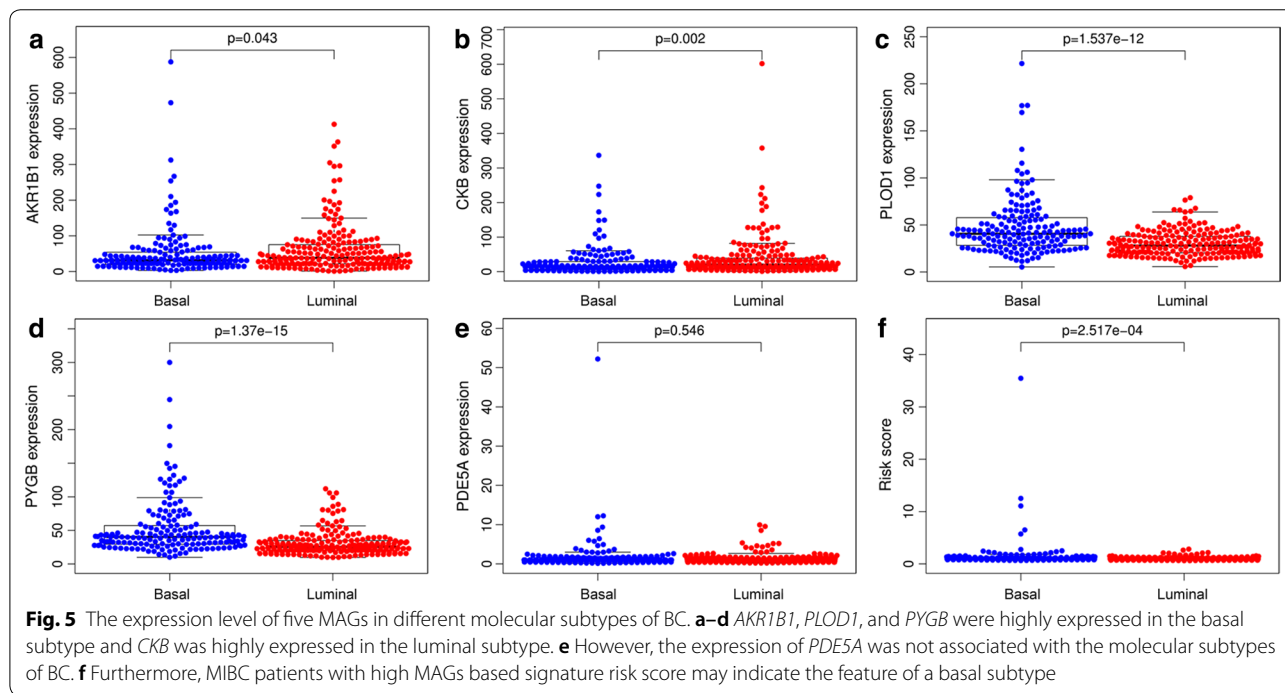 a
p=0.043
AKR1B1 expression
600
500
400
300
200
100
0
Basal
Luminal
b
p=0.002
CKB expression
700
600
500
400
300
200
100
0
Basal
Luminal
c
p=1.537e−12
PLOD1 expression
250
200
150
100
50
0
Basal
Luminal
d
p=1.37e−15
PYGB expression
300
200
150
100
50
0
Basal
Luminal
e
p=0.546
PDE5A expression
60
50
40
30
20
10
0
Basal
Luminal
f
p=2.517e−04
Risk score
40
30
20
10
0
Basal
Luminal
Fig. 5 The expression level of five MAGs in different molecular subtypes of BC. a–d AKR1B1, PLOD1, and PYGB were highly expressed in the basal
subtype and CKB was highly expressed in the luminal subtype. e However, the expression of PDE5A was not associated with the molecular subtypes
of BC. f Furthermore, MIBC patients with high MAGs based signature risk score may indicate the feature of a basal subtype